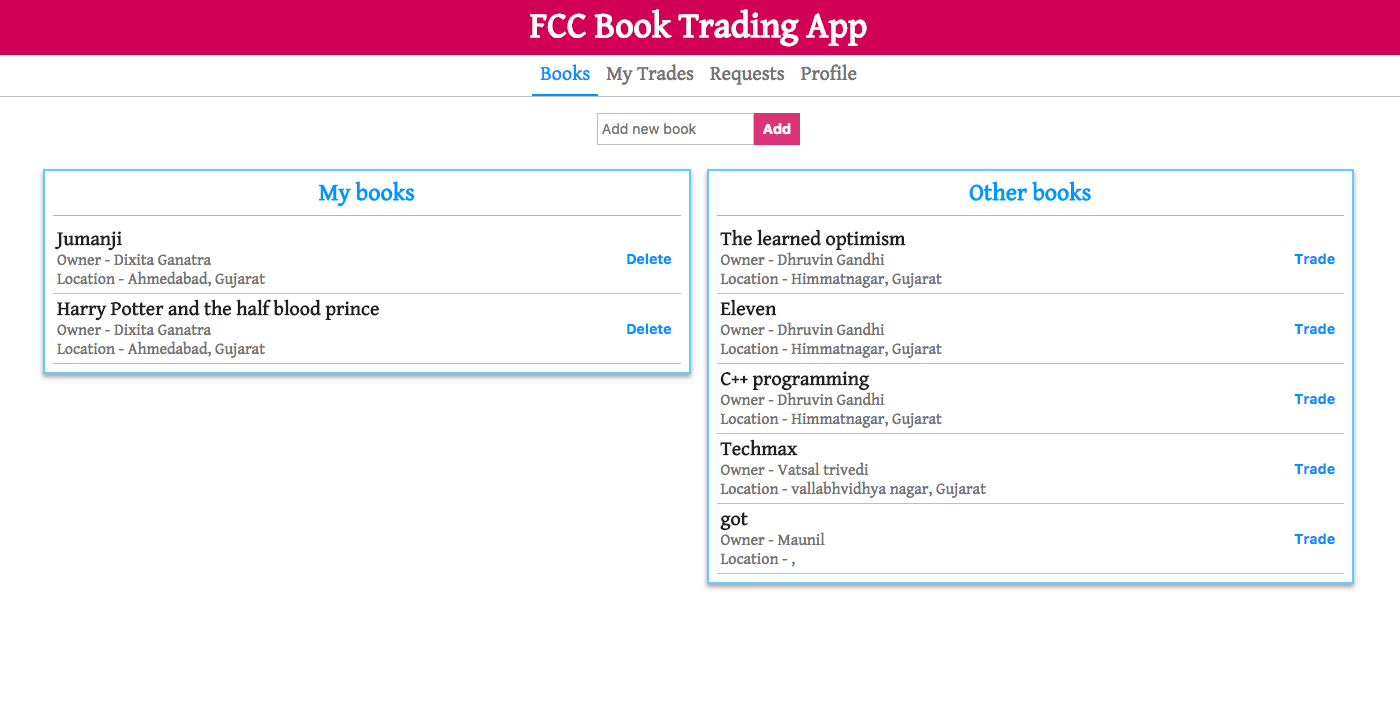 FCC Book Trading App
Books My Trades Requests Profile
Add new book Add
My books
Jumanji
Owner - Dixita Ganatra
Location - Ahmedabad, Gujarat
Delete
Harry Potter and the half blood prince
Owner - Dixita Ganatra
Location - Ahmedabad, Gujarat
Delete
Other books
The learned optimism
Owner - Dhruvin Gandhi
Location - Himmatnagar, Gujarat
Trade
Eleven
Owner - Dhruvin Gandhi
Location - Himmatnagar, Gujarat
Trade
C++ programming
Owner - Dhruvin Gandhi
Location - Himmatnagar, Gujarat
Trade
Techmax
Owner - Vatsal trivedi
Location - vallabhvidhya nagar, Gujarat
Trade
got
Owner - Maunil
Location - ,
Trade